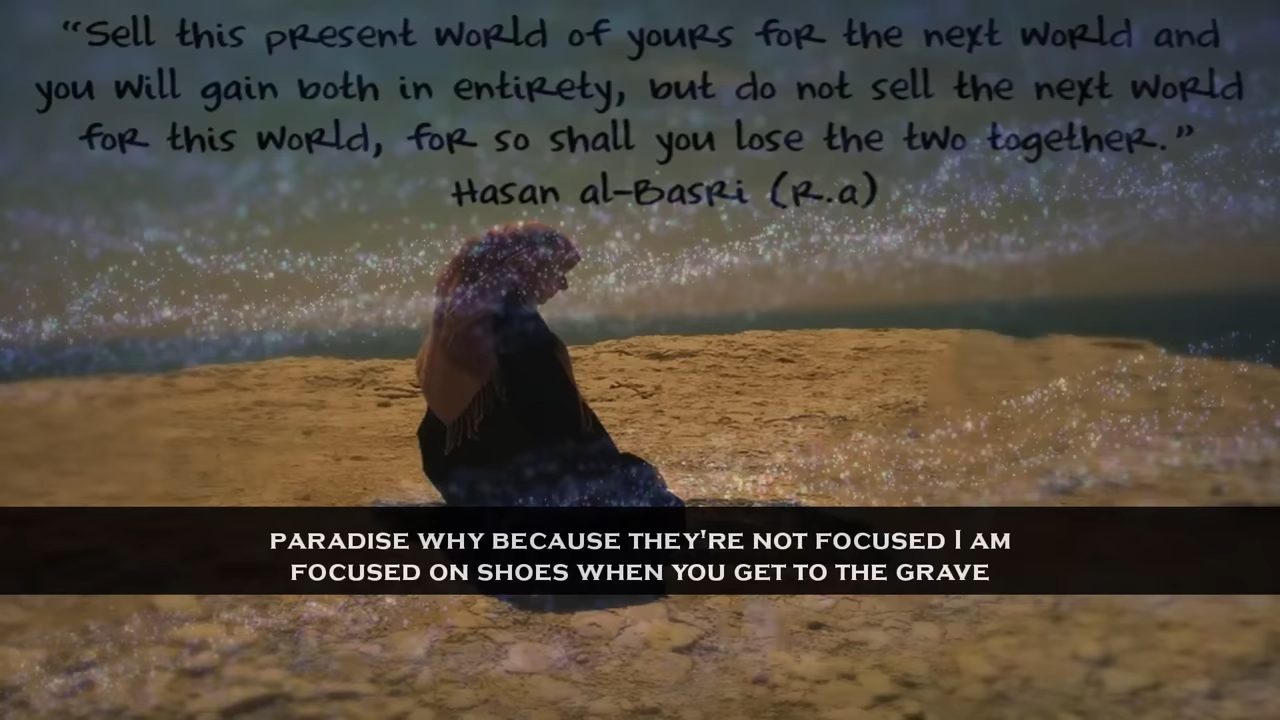 “Sell this present world of yours for the next world and
you will gain both in entirety, but do not sell the next world
for this world, for so shall you lose the two together.”
Hasan al-Basri (R.a)
PARADISE WHY BECAUSE THEY'RE NOT FOCUSED I AM
FOCUSED ON SHOES WHEN YOU GET TO THE GRAVE